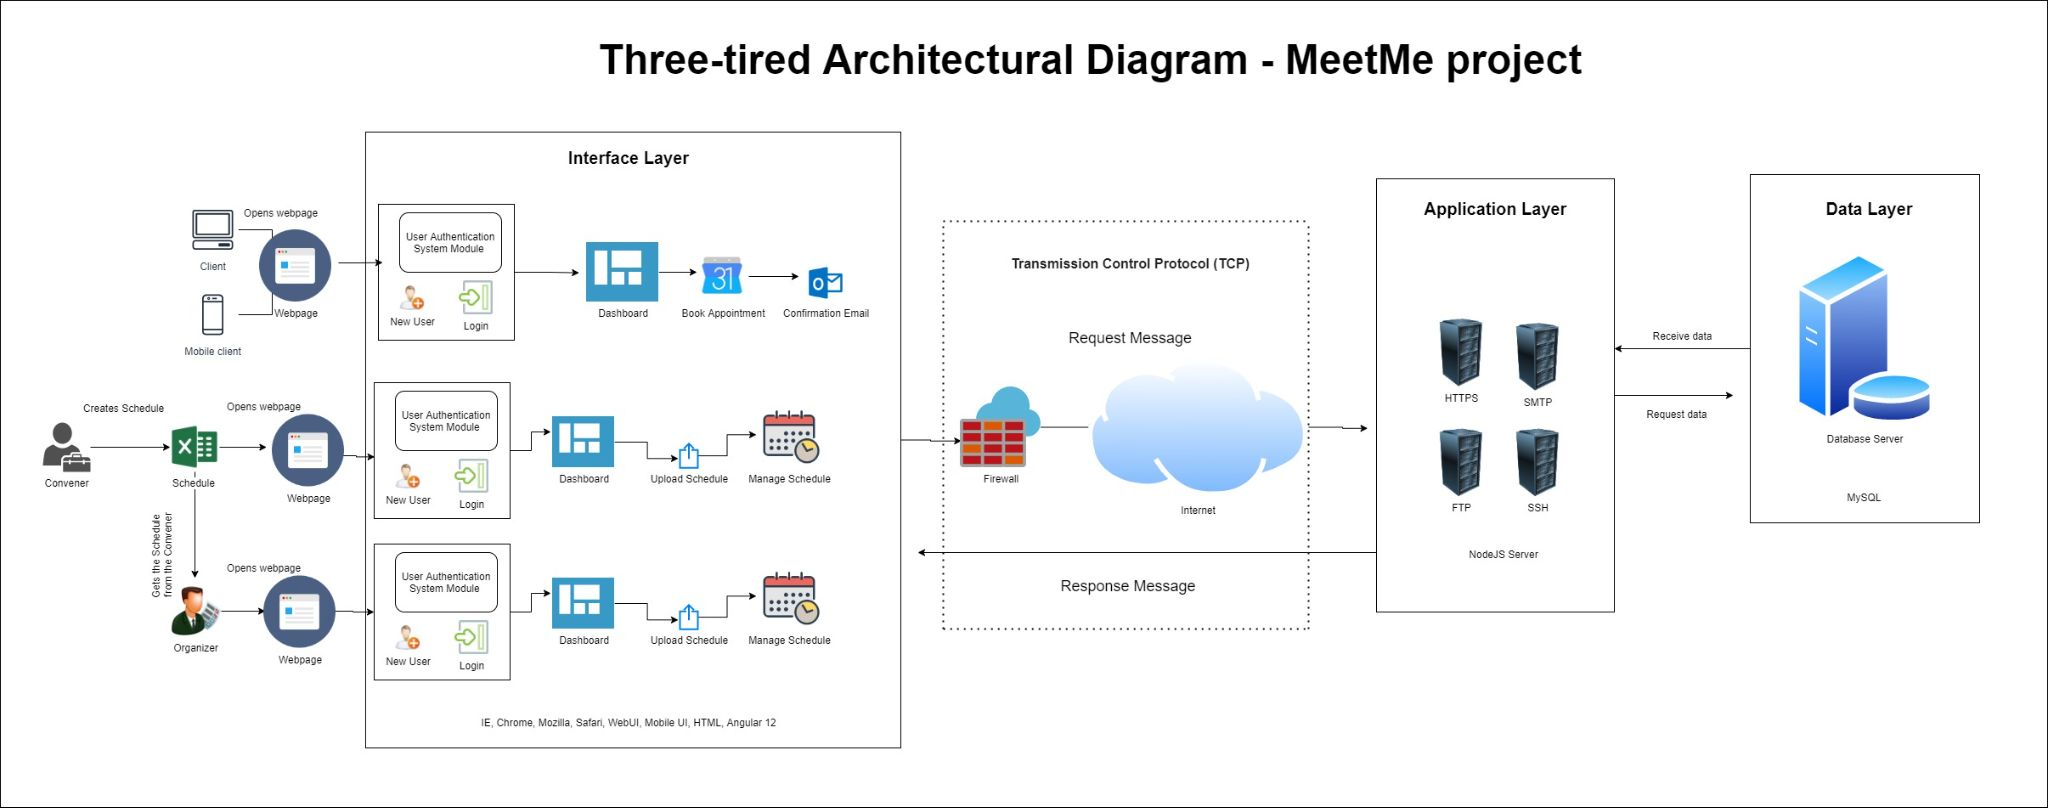 Three-tired Architectural Diagram - MeetMe project
Interface Layer
Opens webpage
Client
Mobile client
Webpage
User Authentication
System Module
New User
Login
Dashboard
Book Appointment
31
Confirmation Email
Creates Schedule
Convener
Schedule
Opens webpage
Webpage
User Authentication
System Module
New User
Login
Dashboard
Upload Schedule
Manage Schedule
Gets the Schedule
from the Convener
Organizer
Opens webpage
Webpage
User Authentication
System Module
New User
Login
Dashboard
Upload Schedule
Manage Schedule
IE, Chrome, Mozilla, Safari, WebUI, Mobile UI, HTML, Angular 12
Transmission Control Protocol (TCP)
Request Message
Firewall
Internet
Response Message
Application Layer
HTTPS
SMTP
FTP
SSH
NodeJS Server
Receive data
Request data
Data Layer
Database Server
MySQL